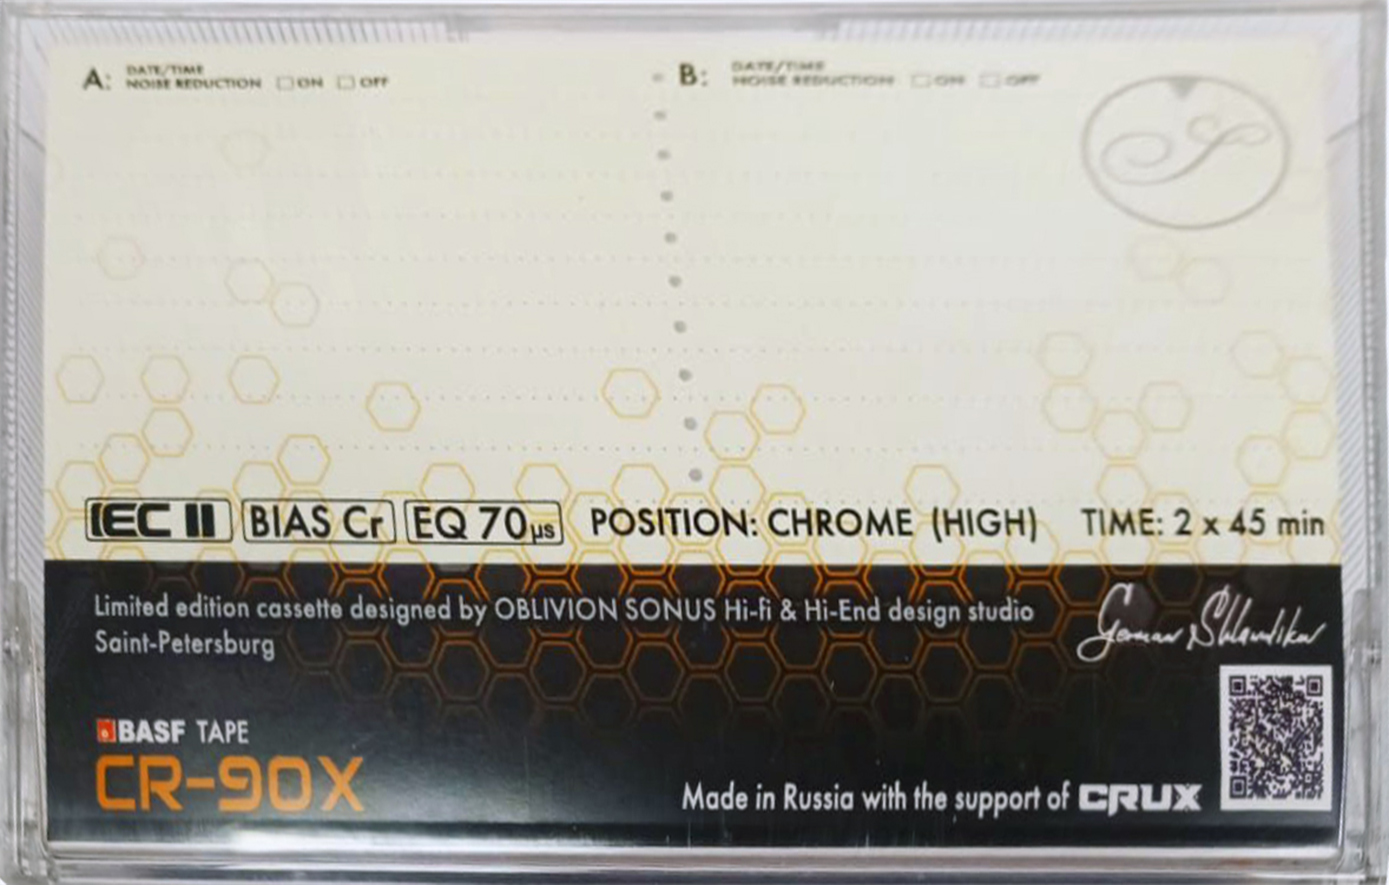 A: DATE/TIME
NOISE REDUCTION ☐ ON ☐ OFF
B: DATE/TIME
NOISE REDUCTION ☐ ON ☐ OFF
IEC II BIAS Cr EQ 70μs POSITION: CHROME (HIGH) TIME: 2 x 45 min
Limited edition cassette designed by OBLIVION SONUS Hi-fi & Hi-End design studio
Saint-Petersburg
BASF TAPE
CR-90X
Made in Russia with the support of CRUX